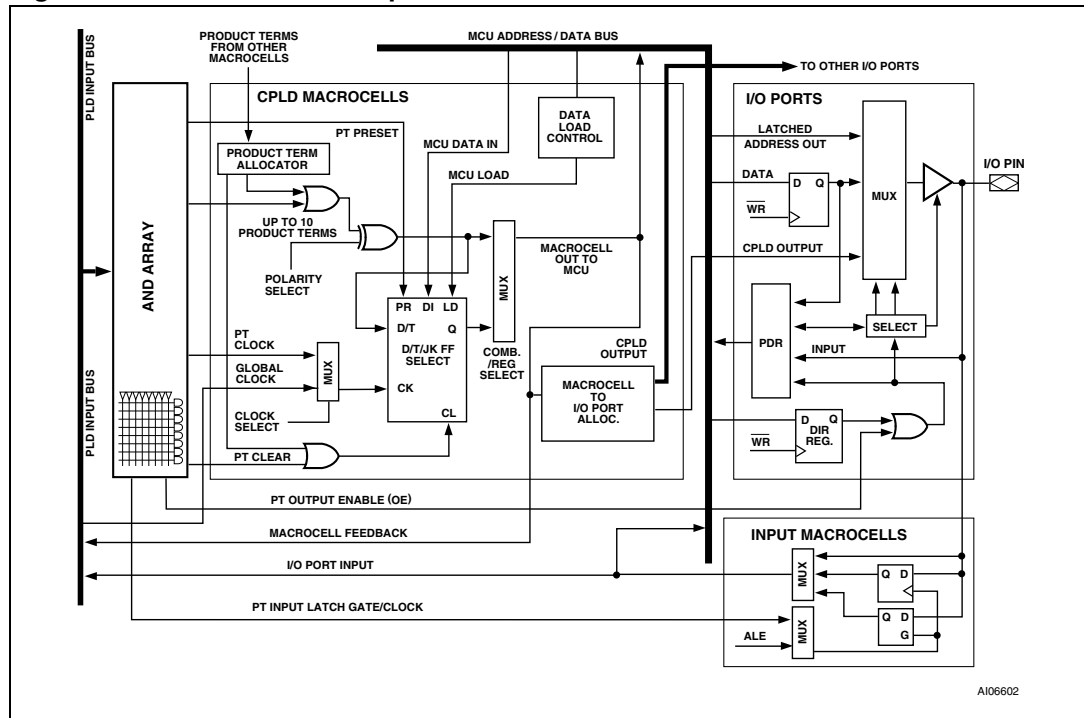 PLD INPUT BUS
PRODUCT TERMS
FROM OTHER
MACROCELLS
MCU ADDRESS / DATA BUS
TO OTHER I/O PORTS
CPLD MACROCELLS
I/O PORTS
PT PRESET
DATA
LOAD
CONTROL
LATCHED
ADDRESS OUT
MCU DATA IN
PRODUCT TERM
ALLOCATOR
MCU LOAD
I/O PIN
DATA
D Q
MUX
WR
AND ARRAY
UP TO 10
PRODUCT TERMS
POLARITY
SELECT
MACROCELL
OUT TO
MCU
CPLD OUTPUT
MUX
PR DI LD
D/T Q
D/T/JK FF
SELECT
CK
CL
COMB.
/REG
SELECT
CPLD
OUTPUT
PDR
SELECT
INPUT
PT
CLOCK
GLOBAL
CLOCK
MUX
CLOCK
SELECT
MACROCELL
TO
I/O PORT
ALLOC.
PLD INPUT BUS
D Q
DIR
REG.
WR
PT CLEAR
PT OUTPUT ENABLE (OE)
MACROCELL FEEDBACK
INPUT MACROCELLS
I/O PORT INPUT
MUX
Q D
PT INPUT LATCH GATE/CLOCK
MUX
Q D
G
ALE
AI06602